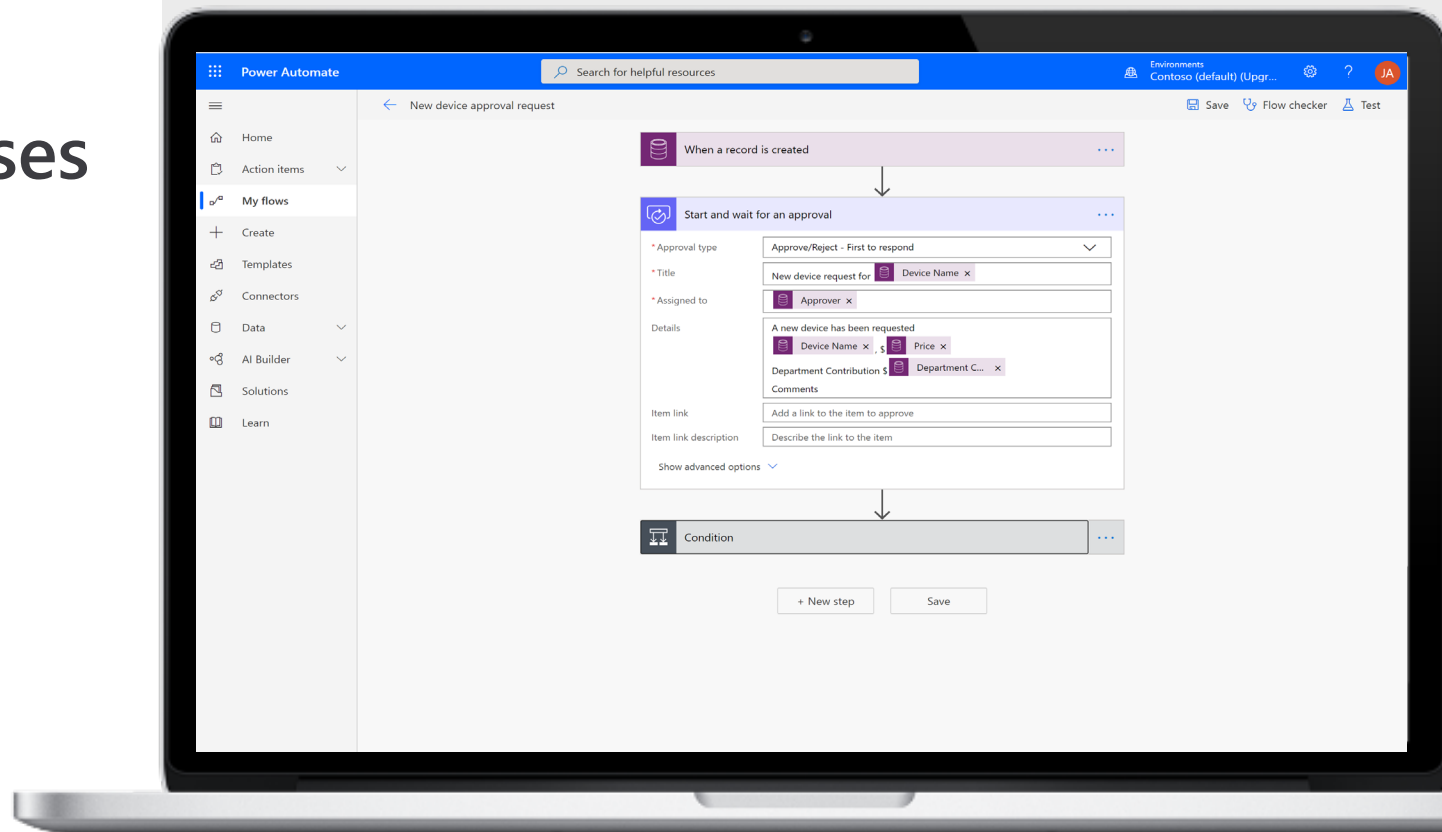 ses
Power Automate
Search for helpful resources
Environments
Contoso (default) (Upgr...
?
JA
New device approval request
Save
Flow checker
Test
Home
Action items
My flows
Create
Templates
Connectors
Data
AI Builder
Solutions
Learn
When a record is created
...
Start and wait for an approval
...
* Approval type
Approve/Reject - First to respond
* Title
New device request for Device Name ×
* Assigned to
Approver ×
Details
A new device has been requested
Device Name × , $ Price ×
Department Contribution $ Department C... ×
Comments
Item link
Add a link to the item to approve
Item link description
Describe the link to the item
Show advanced options
Condition
...
+ New step
Save